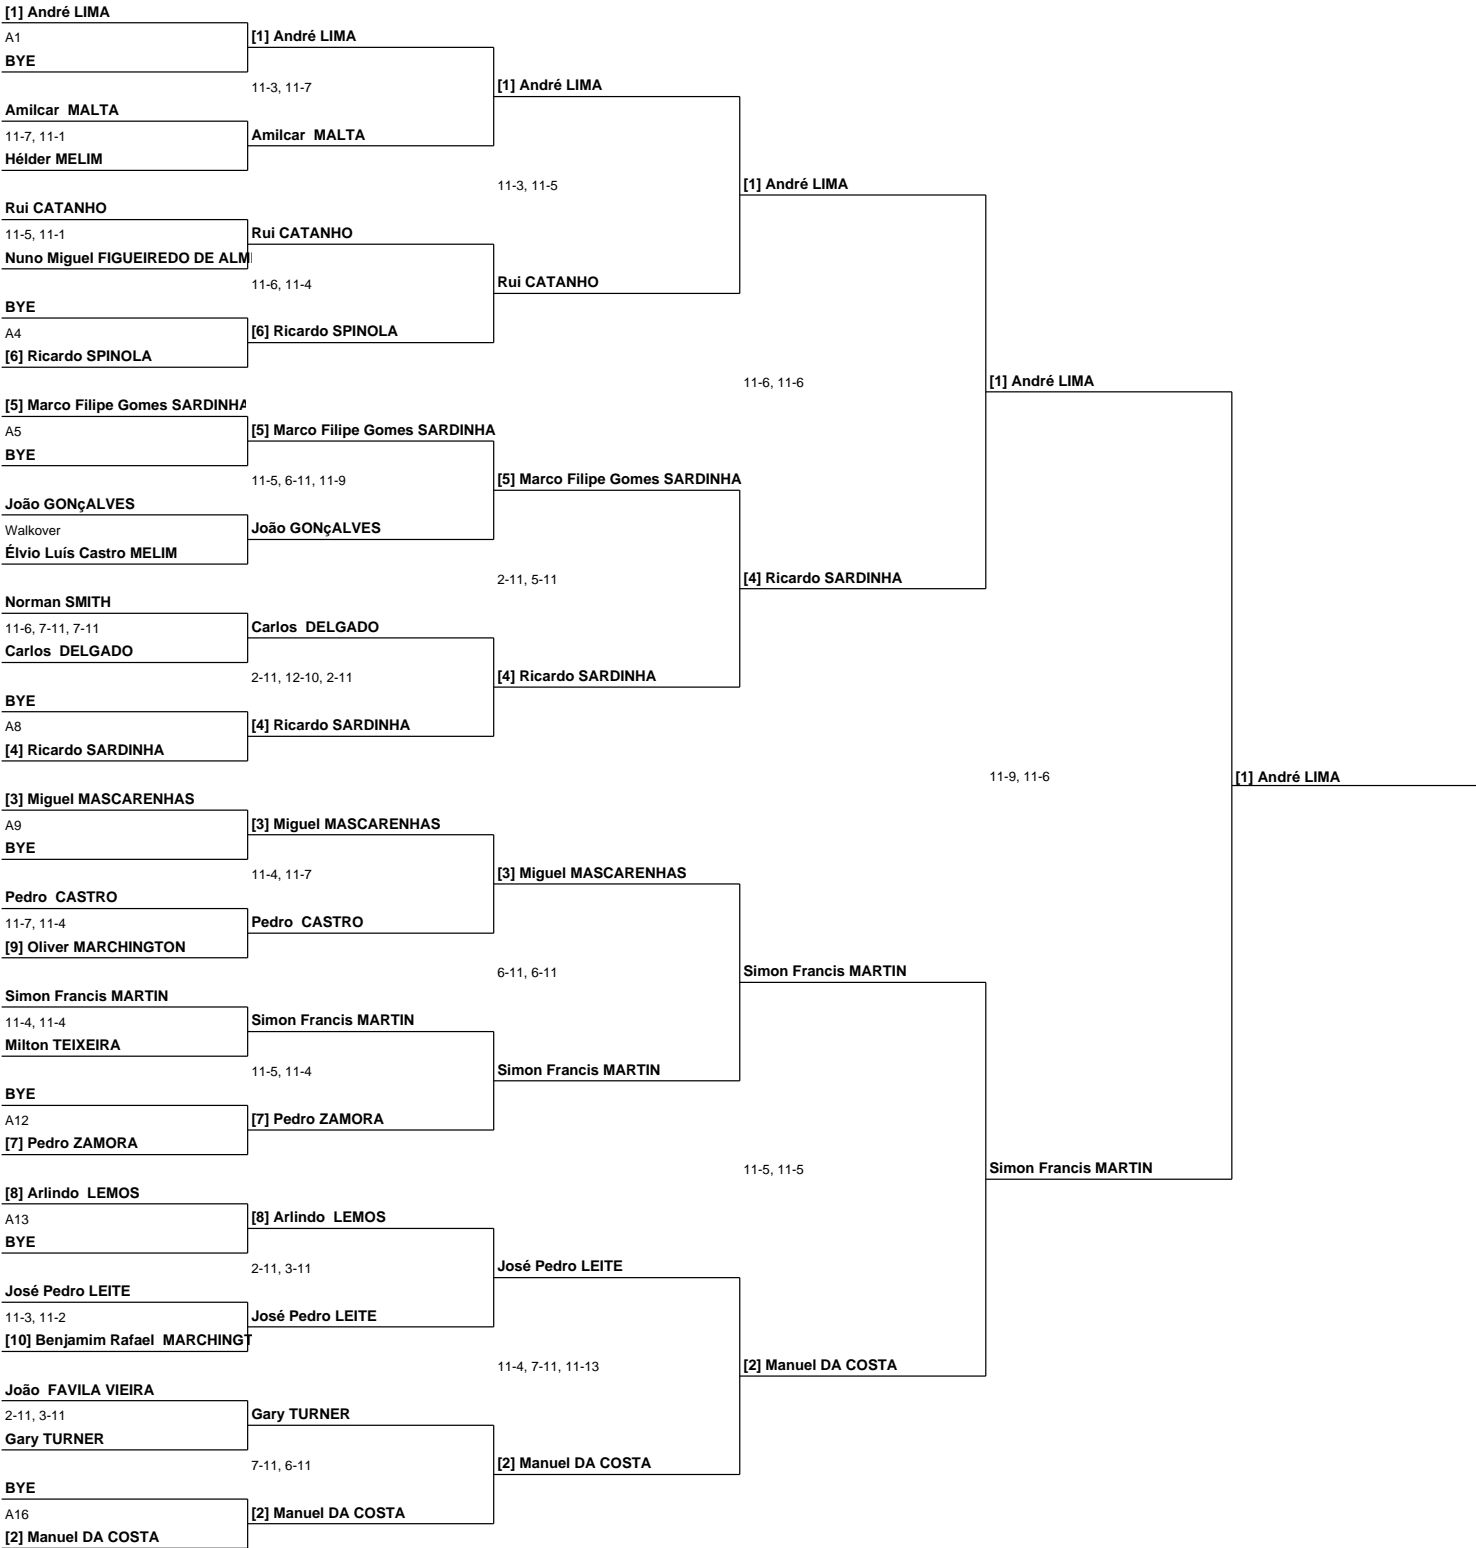 [1] André LIMA
A1
BYE
[1] André LIMA
11-3, 11-7
Amilcar  MALTA
11-7, 11-1
Hélder MELIM
Amilcar  MALTA
[1] André LIMA
11-3, 11-5
Rui CATANHO
11-5, 11-1
Nuno Miguel FIGUEIREDO DE ALM
Rui CATANHO
11-6, 11-4
BYE
A4
[6] Ricardo SPINOLA
[6] Ricardo SPINOLA
Rui CATANHO
[1] André LIMA
11-6, 11-6
[5] Marco Filipe Gomes SARDINHA
A5
BYE
[5] Marco Filipe Gomes SARDINHA
11-5, 6-11, 11-9
João GONçALVES
Walkover
Élvio Luís Castro MELIM
João GONçALVES
[5] Marco Filipe Gomes SARDINHA
2-11, 5-11
Norman SMITH
11-6, 7-11, 7-11
Carlos  DELGADO
Carlos  DELGADO
2-11, 12-10, 2-11
BYE
A8
[4] Ricardo SARDINHA
[4] Ricardo SARDINHA
[4] Ricardo SARDINHA
[4] Ricardo SARDINHA
[1] André LIMA
11-9, 11-6
[1] André LIMA
[3] Miguel MASCARENHAS
A9
BYE
[3] Miguel MASCARENHAS
11-4, 11-7
Pedro  CASTRO
11-7, 11-4
[9] Oliver MARCHINGTON
Pedro  CASTRO
[3] Miguel MASCARENHAS
6-11, 6-11
Simon Francis MARTIN
11-4, 11-4
Milton TEIXEIRA
Simon Francis MARTIN
11-5, 11-4
BYE
A12
[7] Pedro ZAMORA
[7] Pedro ZAMORA
Simon Francis MARTIN
Simon Francis MARTIN
11-5, 11-5
Simon Francis MARTIN
[8] Arlindo  LEMOS
A13
BYE
[8] Arlindo  LEMOS
2-11, 3-11
José Pedro LEITE
11-3, 11-2
[10] Benjamim Rafael  MARCHINGT
José Pedro LEITE
José Pedro LEITE
11-4, 7-11, 11-13
João  FAVILA VIEIRA
2-11, 3-11
Gary TURNER
Gary TURNER
7-11, 6-11
BYE
A16
[2] Manuel DA COSTA
[2] Manuel DA COSTA
[2] Manuel DA COSTA
[2] Manuel DA COSTA